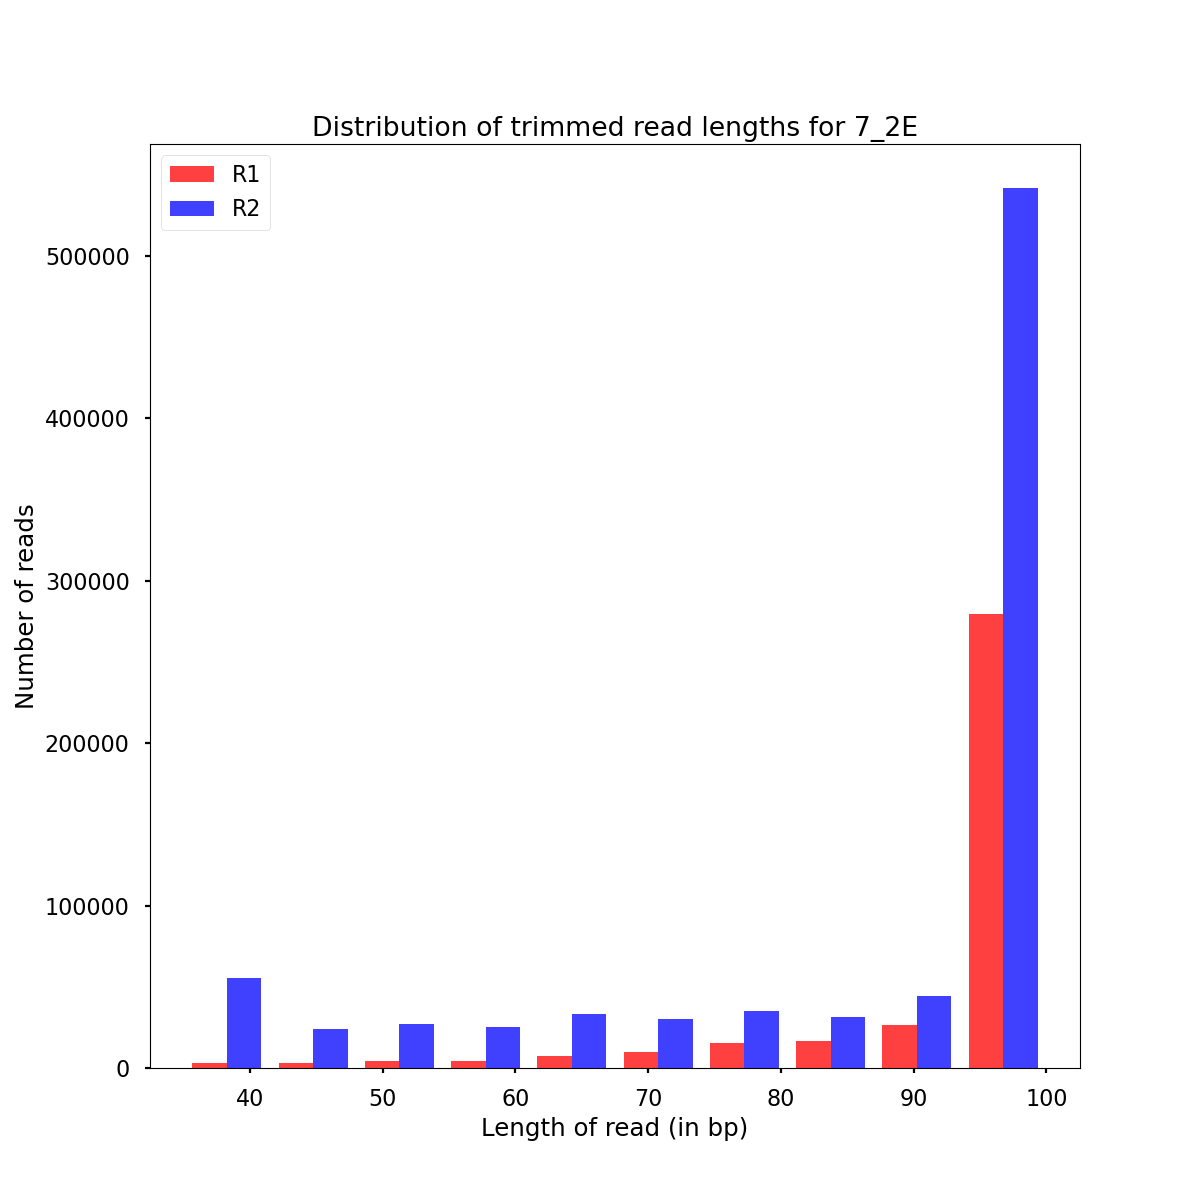 Distribution of trimmed read lengths for 7_2E
R1
R2
500000
400000
300000
200000
100000
0
Number of reads
40 50 60 70 80 90 100
Length of read (in bp)